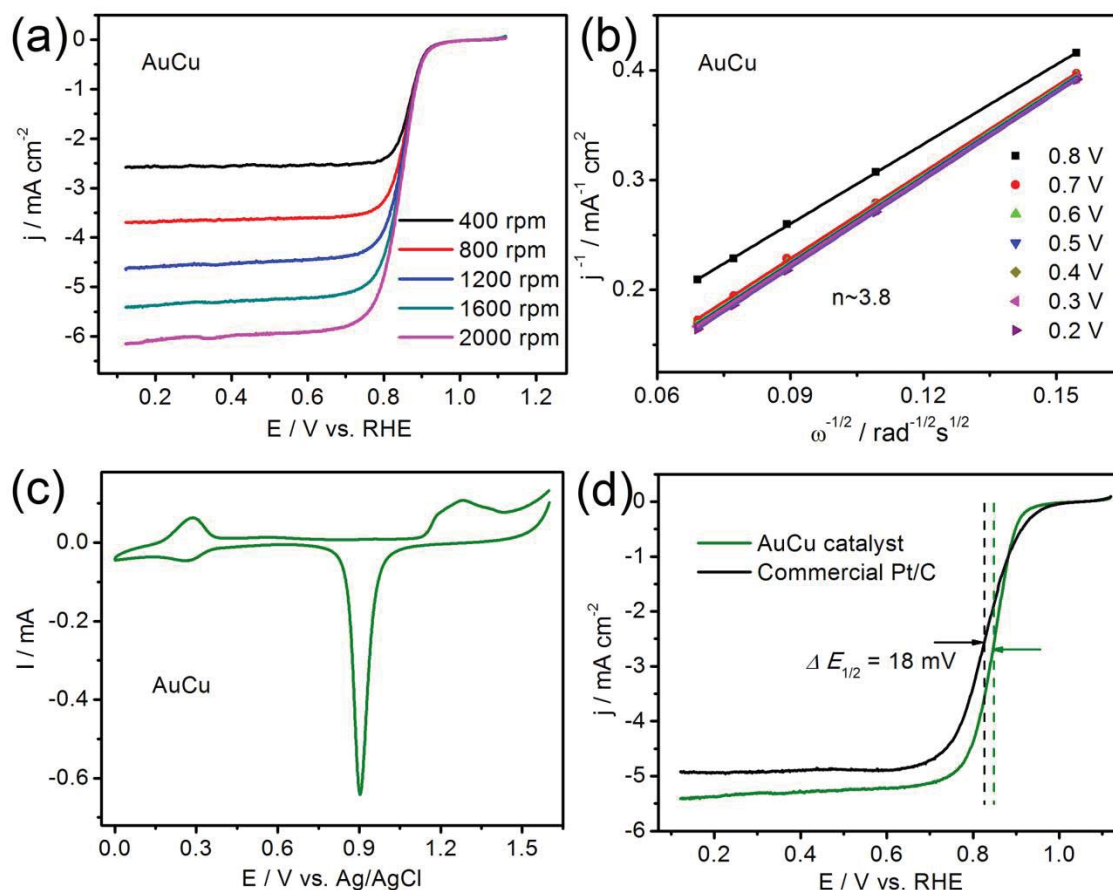 (a)
AuCu
j / mA cm-2
0
-1
-2
-3
-4
-5
-6
400 rpm
800 rpm
1200 rpm
1600 rpm
2000 rpm
0.2 0.4 0.6 0.8 1.0 1.2
E / V vs. RHE
(b)
AuCu
j-1 / mA-1 cm2
0.4
0.3
0.2
0.8 V
0.7 V
0.6 V
0.5 V
0.4 V
0.3 V
0.2 V
n~3.8
0.06 0.09 0.12 0.15
ω-1/2 / rad-1/2s1/2
(c)
I / mA
0.0
-0.2
-0.4
-0.6
AuCu
0.0 0.3 0.6 0.9 1.2 1.5
E / V vs. Ag/AgCl
(d)
j / mA cm-2
0
-1
-2
-3
-4
-5
-6
AuCu catalyst
Commercial Pt/C
Δ E1/2 = 18 mV
0.2 0.4 0.6 0.8 1.0
E / V vs. RHE